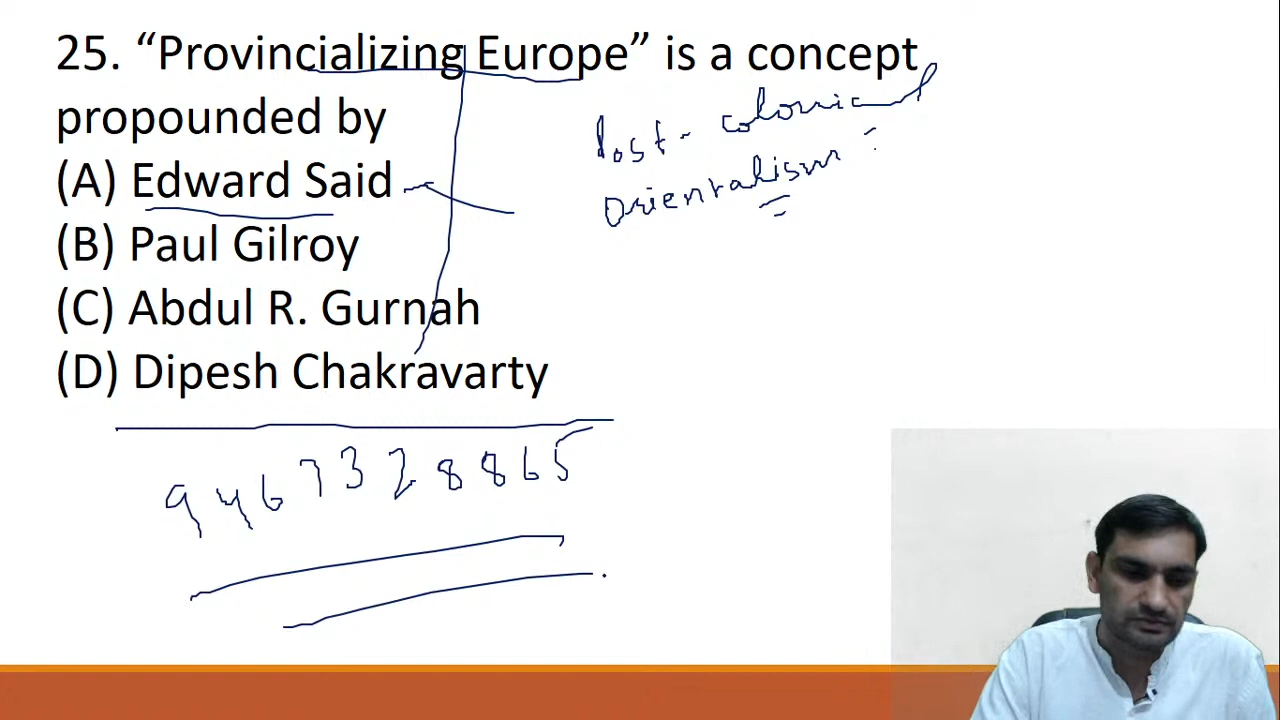 25. “Provincializing Europe” is a concept
propounded by
Post-colonial
(A) Edward Said
Orientalism
(B) Paul Gilroy
(C) Abdul R. Gurnah
(D) Dipesh Chakravarty
9467328865